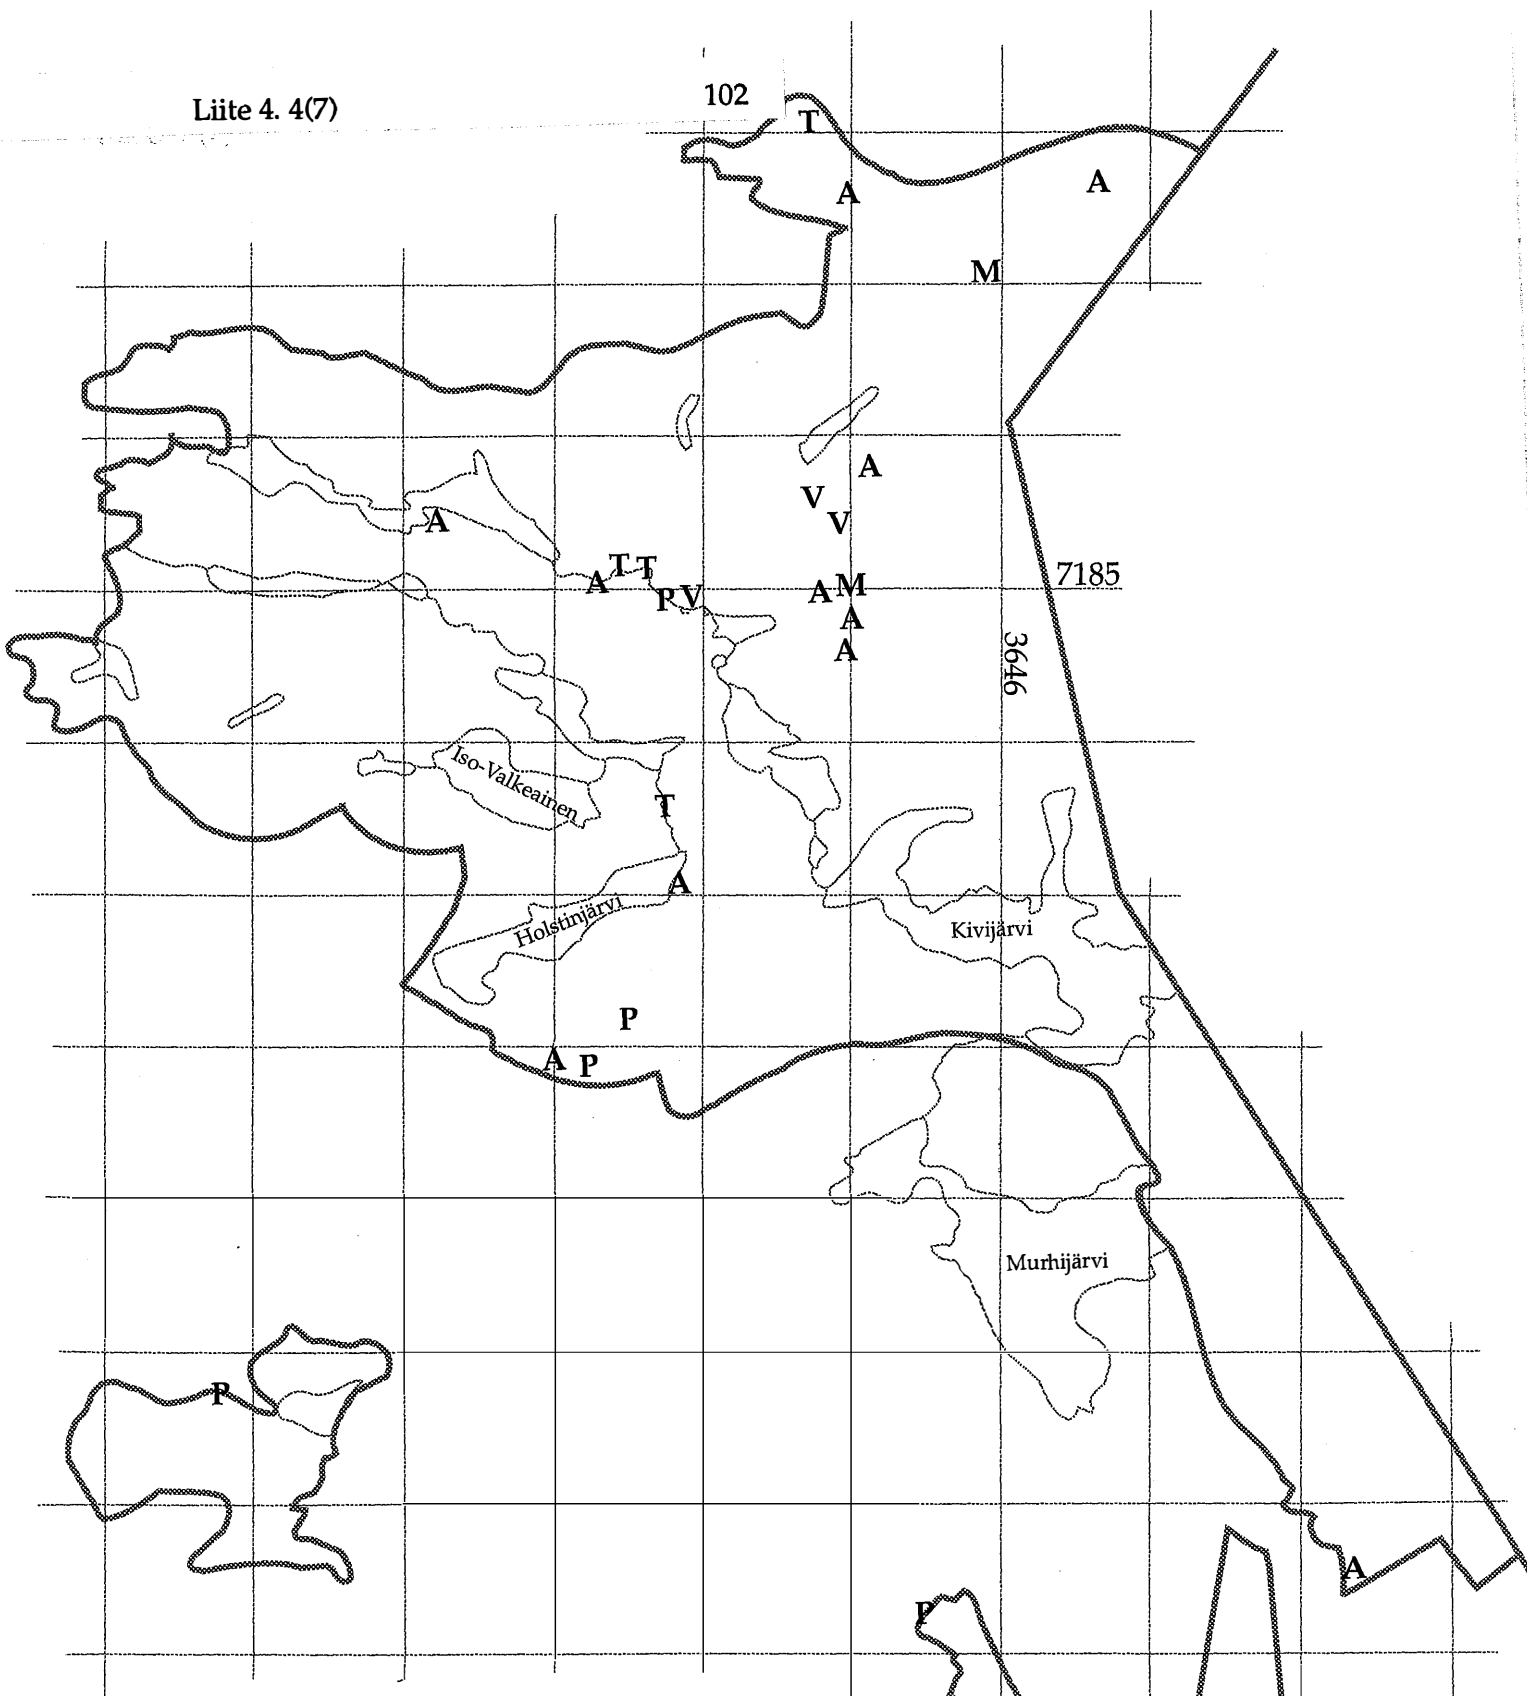 Liite 4. 4(7)
102
T
A
A
M
A
V
V
A
T T
A
P V
A M
7185
A
A
3646
Iso-Valkeainen
T
A
Holstinjärvi
Kivijärvi
P
A P
Murhijärvi
P
A
P